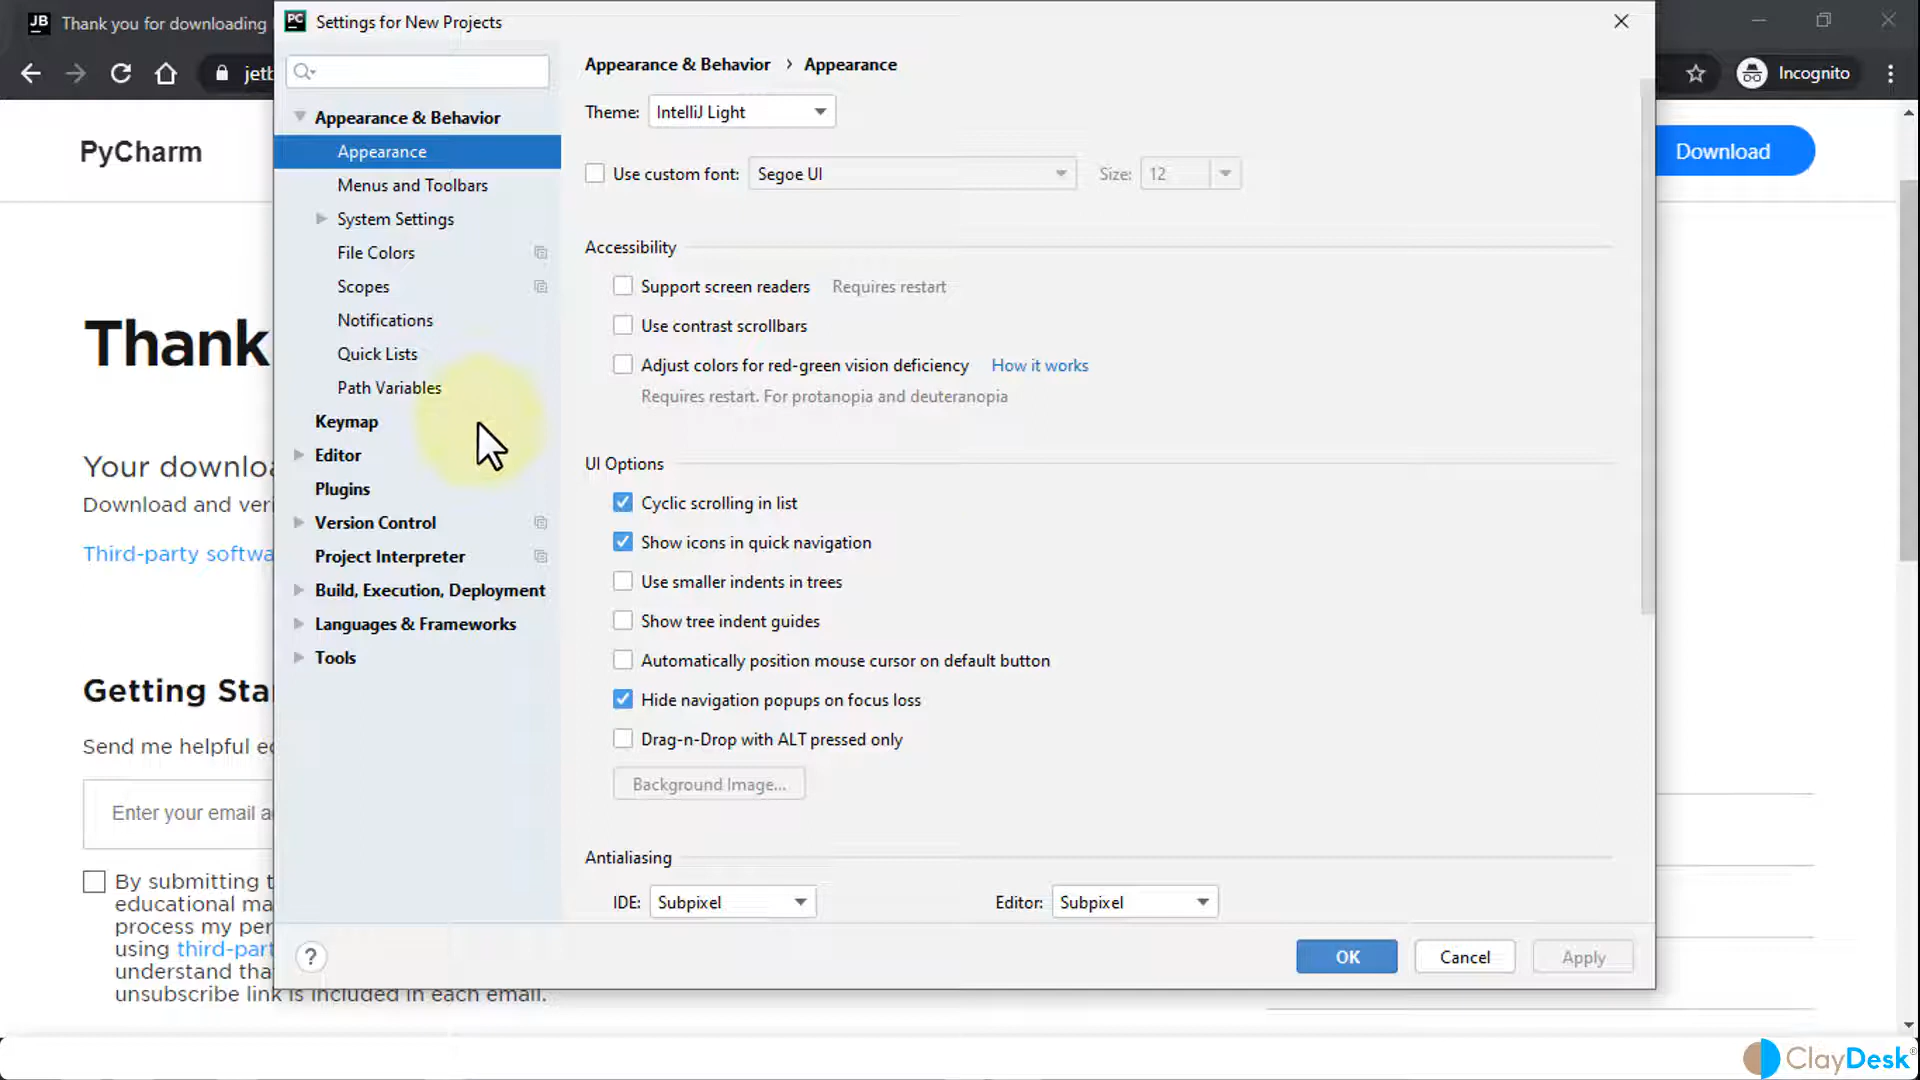 JB Thank you for downloading
jetb
Incognito
PyCharm
Download
Thank
Your downloa
Download and veri
Third-party softwa
Getting Sta
Send me helpful e
Enter your email a
By submitting t
educational ma
process my per
using third-part
understand tha
unsubscribe link is included in each email.
PC Settings for New Projects
Appearance & Behavior
Appearance
Menus and Toolbars
System Settings
File Colors
Scopes
Notifications
Quick Lists
Path Variables
Keymap
Editor
Plugins
Version Control
Project Interpreter
Build, Execution, Deployment
Languages & Frameworks
Tools
?
Appearance & Behavior › Appearance
Theme: IntelliJ Light
Use custom font: Segoe UI Size: 12
Accessibility
Support screen readers Requires restart
Use contrast scrollbars
Adjust colors for red-green vision deficiency How it works
Requires restart. For protanopia and deuteranopia
UI Options
Cyclic scrolling in list
Show icons in quick navigation
Use smaller indents in trees
Show tree indent guides
Automatically position mouse cursor on default button
Hide navigation popups on focus loss
Drag-n-Drop with ALT pressed only
Background Image...
Antialiasing
IDE: Subpixel Editor: Subpixel
OK Cancel Apply
ClayDesk®